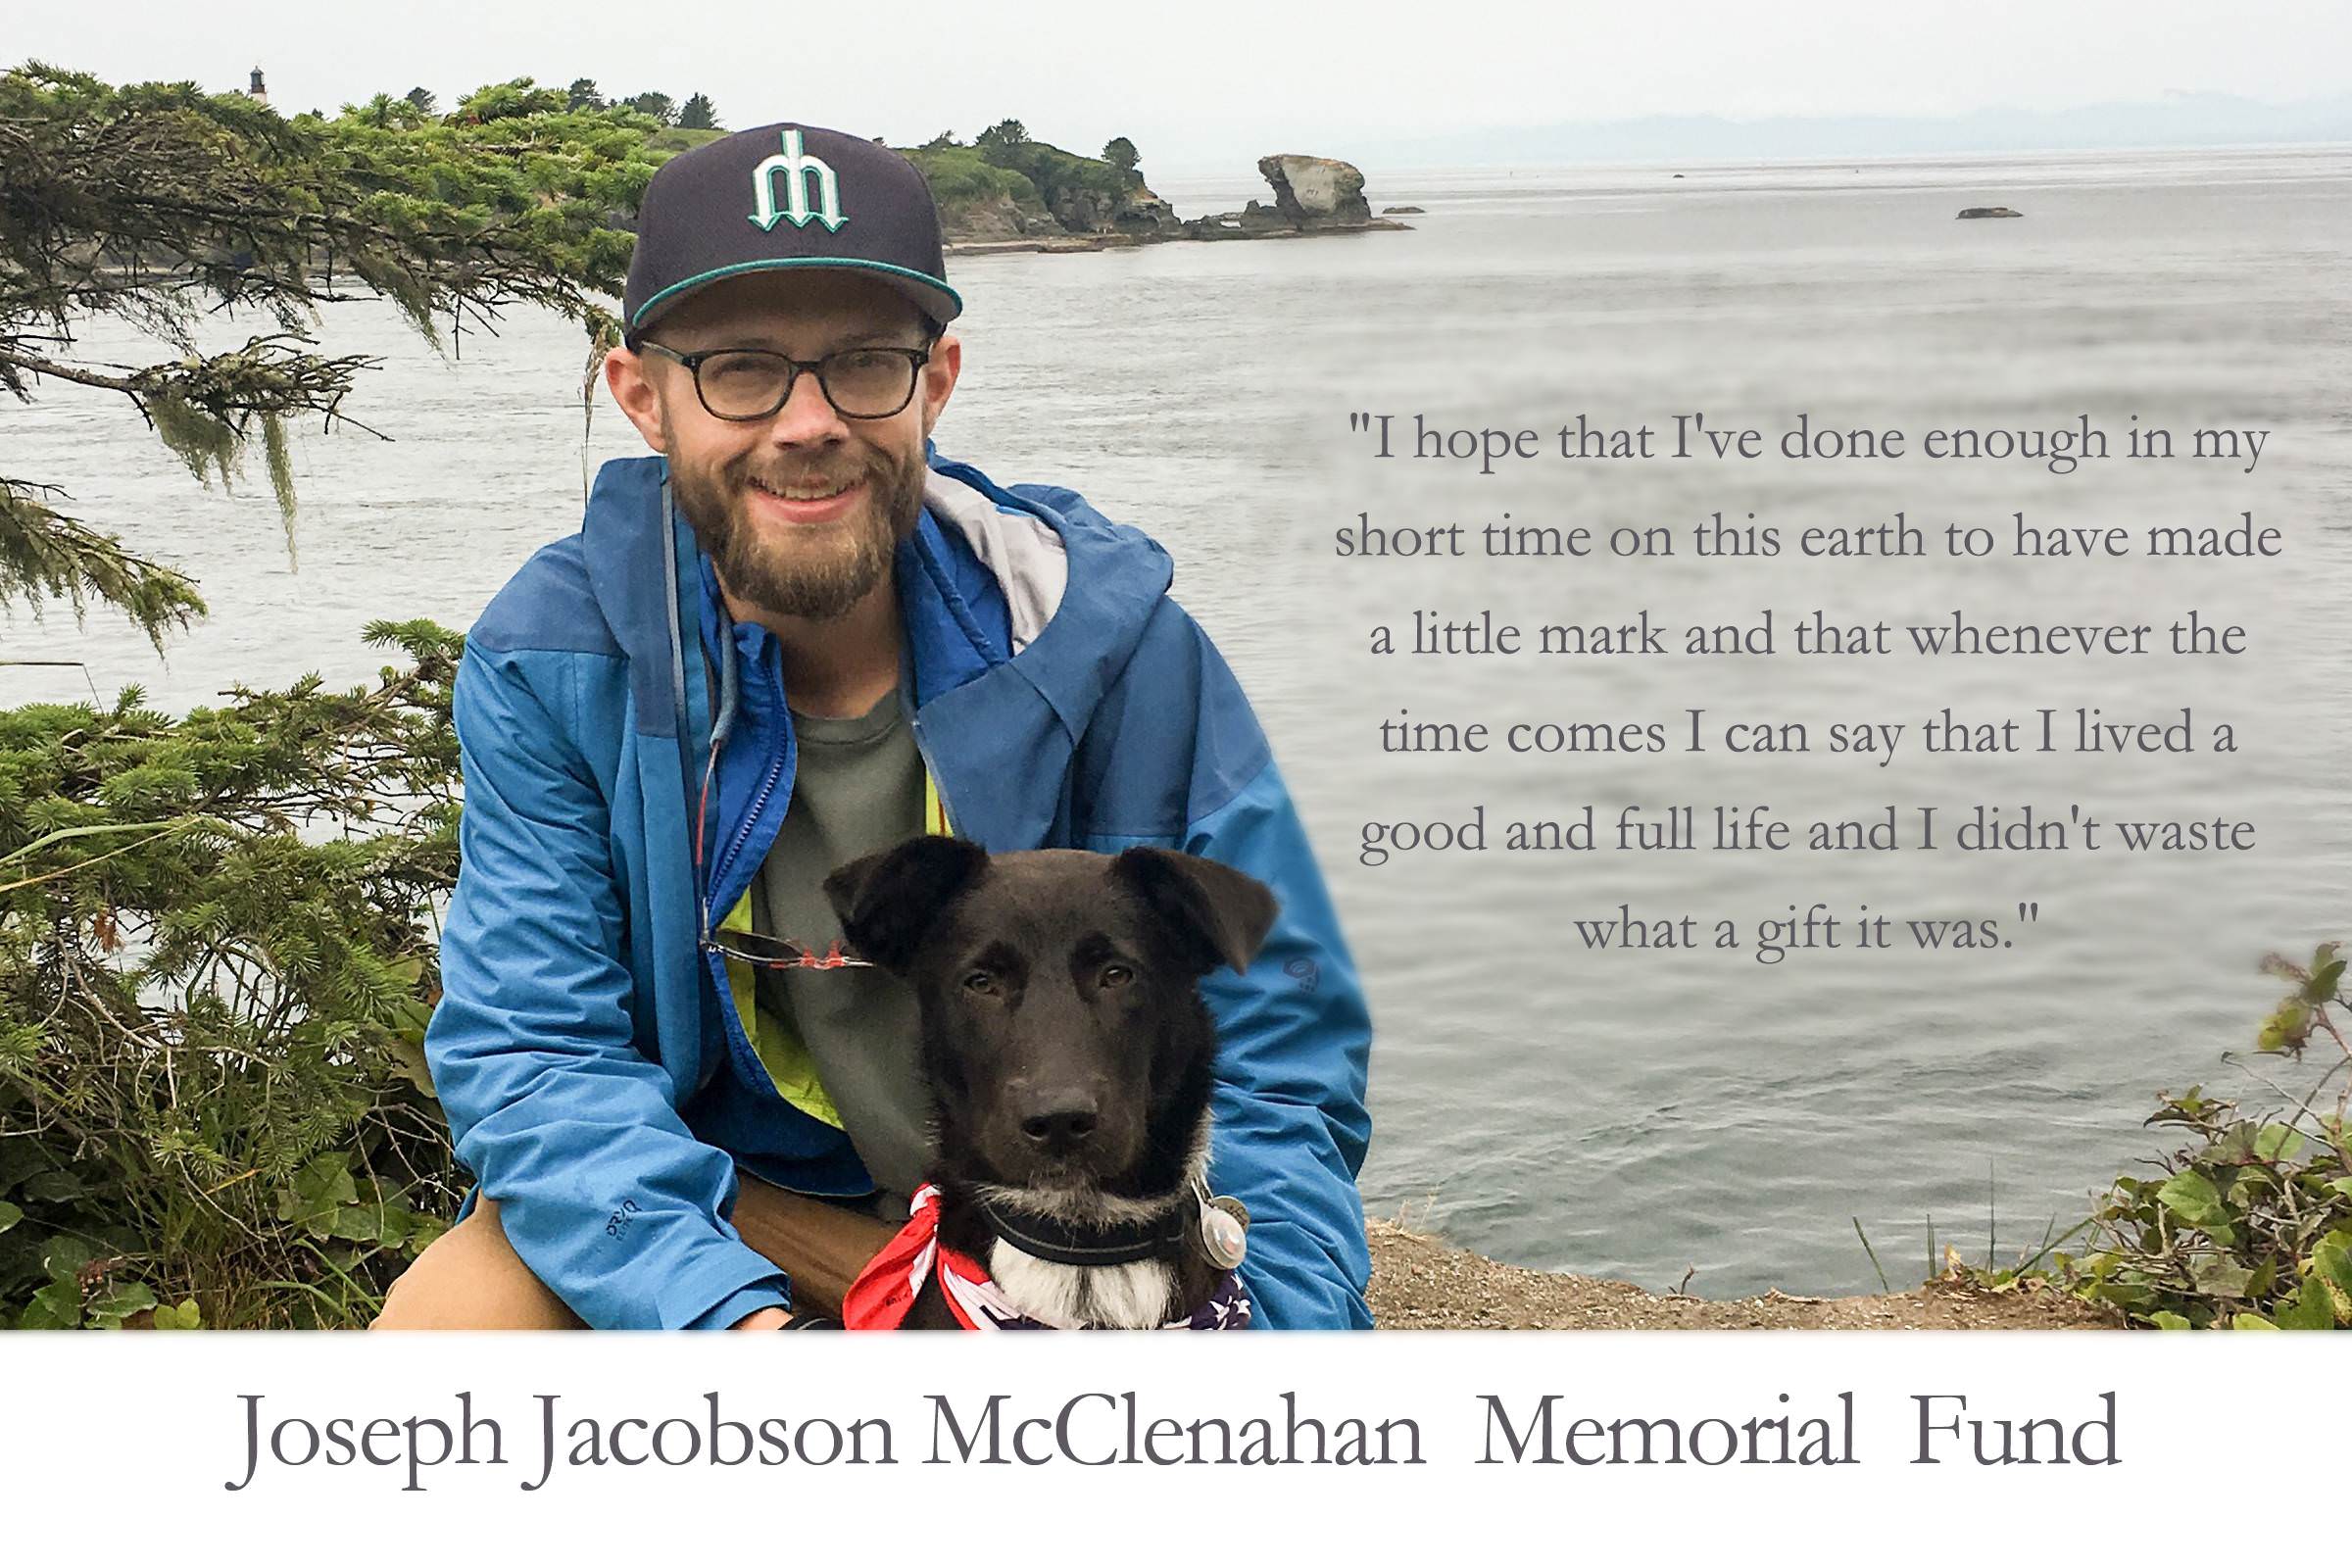 "I hope that I've done enough in my
short time on this earth to have made
a little mark and that whenever the
time comes I can say that I lived a
good and full life and I didn't waste
what a gift it was."
Joseph Jacobson McClenahan Memorial Fund